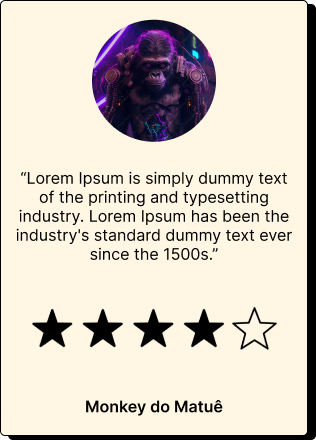 “Lorem Ipsum is simply dummy text
of the printing and typesetting
industry. Lorem Ipsum has been the
industry's standard dummy text ever
since the 1500s.”
Monkey do Matuê